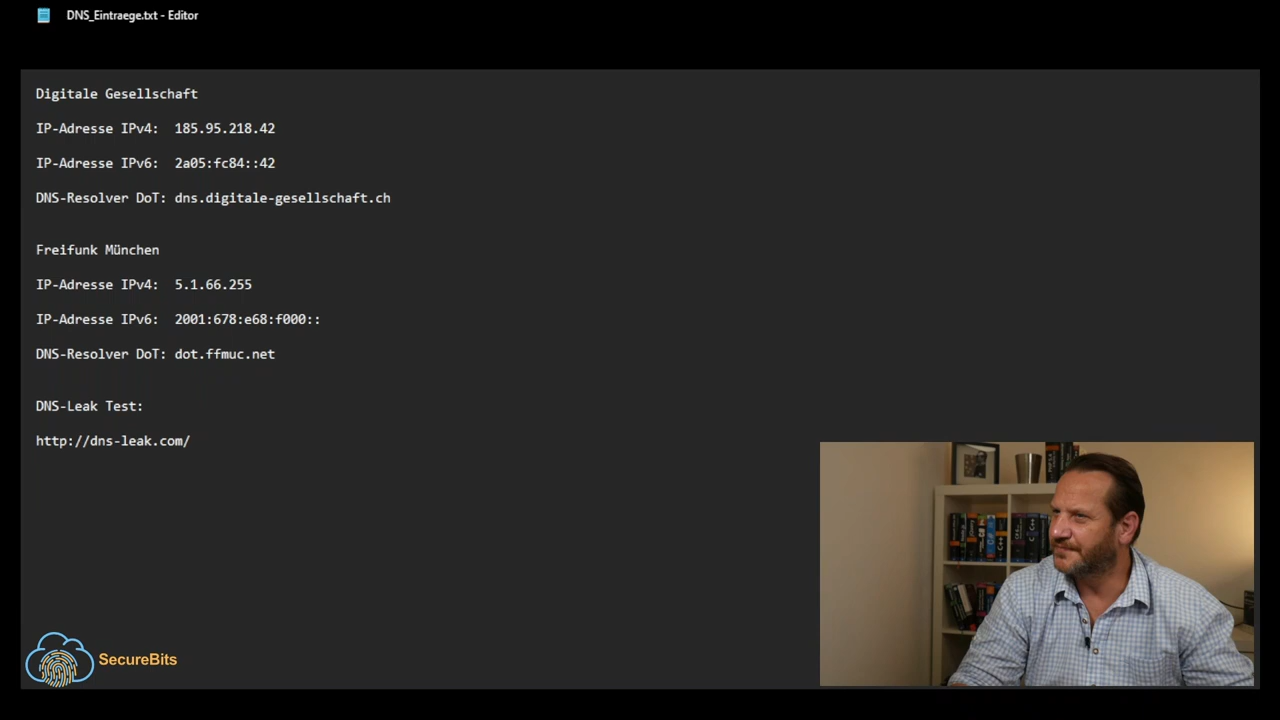 DNS_Eintraege.txt - Editor
Digitale Gesellschaft
IP-Adresse IPv4: 185.95.218.42
IP-Adresse IPv6: 2a05:fc84::42
DNS-Resolver DoT: dns.digitale-gesellschaft.ch
Freifunk München
IP-Adresse IPv4: 5.1.66.255
IP-Adresse IPv6: 2001:678:e68:f000::
DNS-Resolver DoT: dot.ffmuc.net
DNS-Leak Test:
http://dns-leak.com/
SecureBits